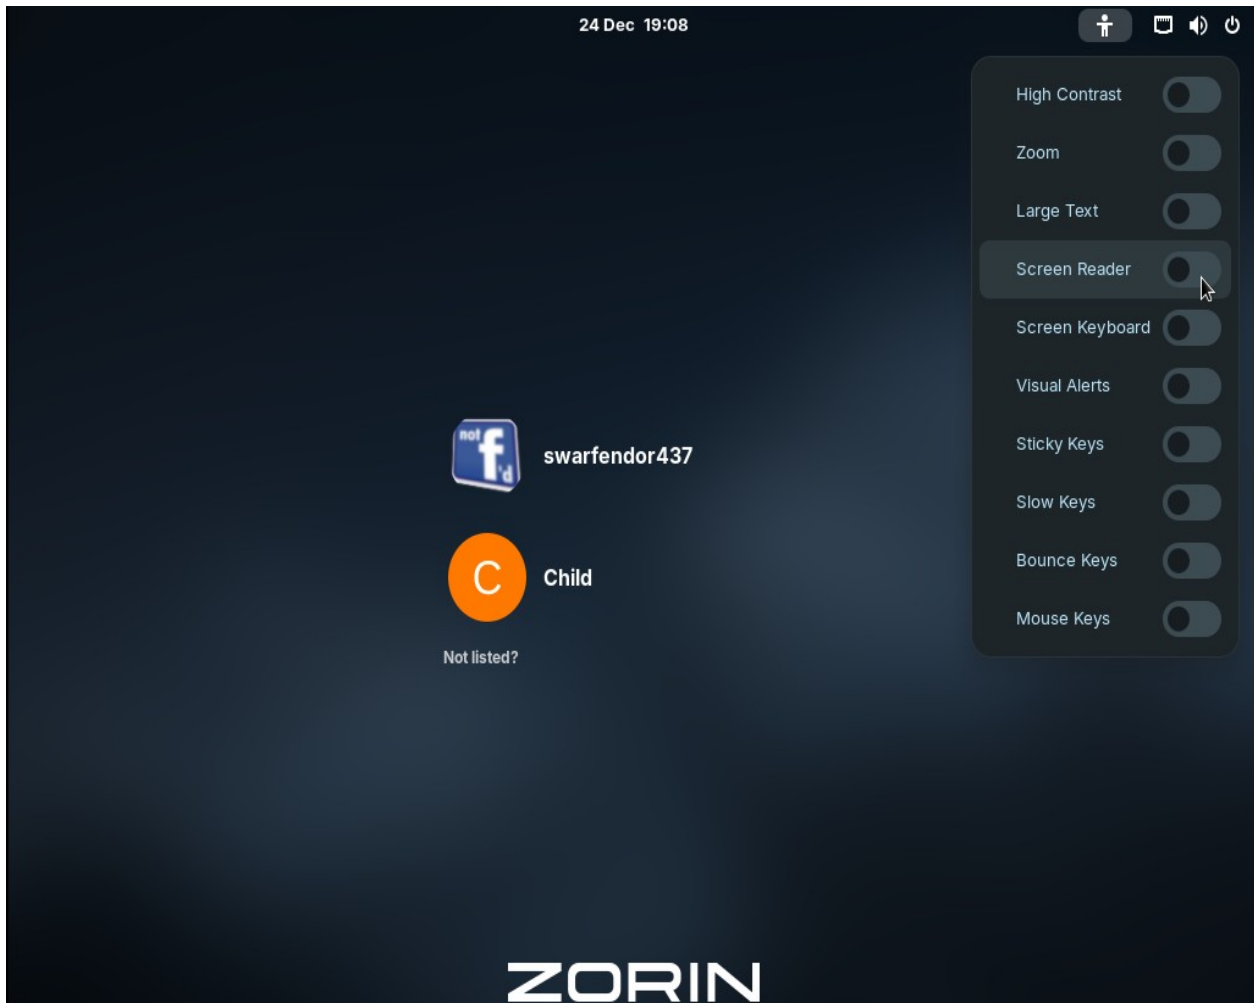 24 Dec 19:08
High Contrast
Zoom
Large Text
Screen Reader
Screen Keyboard
Visual Alerts
Sticky Keys
Slow Keys
Bounce Keys
Mouse Keys
not f'd
swarfendor437
C
Child
Not listed?
ZORIN